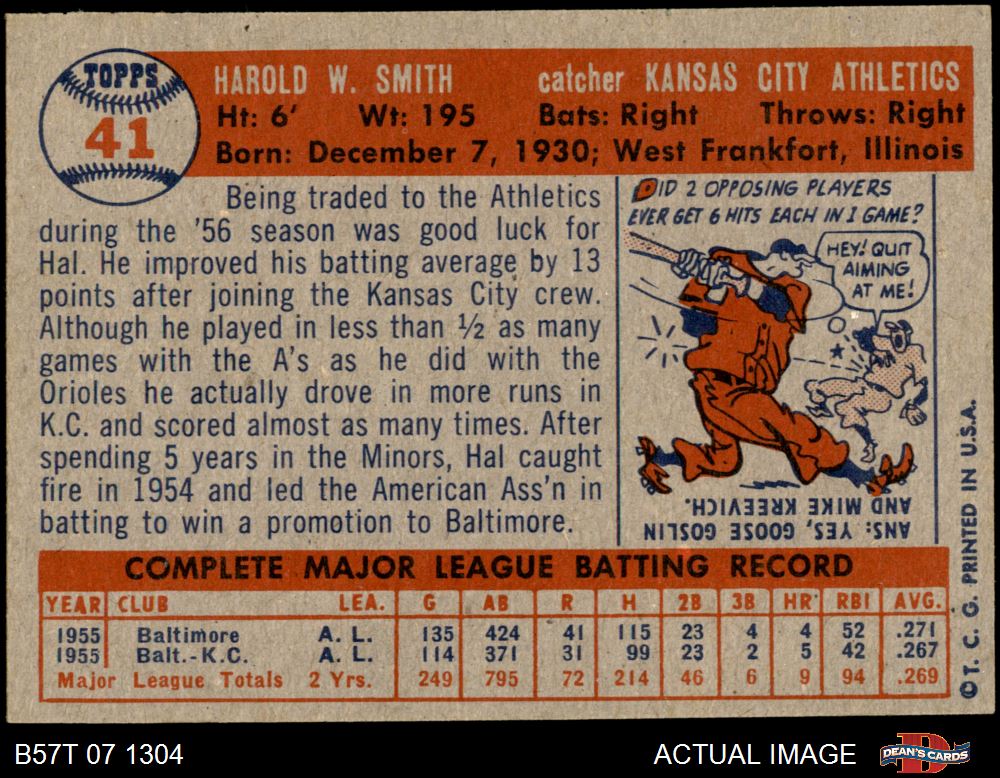 TOPPS
41
HAROLD W. SMITH catcher KANSAS CITY ATHLETICS
Ht: 6' Wt: 195 Bats: Right Throws: Right
Born: December 7, 1930; West Frankfort, Illinois
Being traded to the Athletics
during the '56 season was good luck for
Hal. He improved his batting average by 13
points after joining the Kansas City crew.
Although he played in less than ½ as many
games with the A's as he did with the
Orioles he actually drove in more runs in
K.C. and scored almost as many times. After
spending 5 years in the Minors, Hal caught
fire in 1954 and led the American Ass'n in
batting to win a promotion to Baltimore.
DID 2 OPPOSING PLAYERS
EVER GET 6 HITS EACH IN 1 GAME?
HEY! QUIT
AIMING
AT ME!
ANS: YES, GOOSE GOSLIN
AND MIKE KREEVICH.
COMPLETE MAJOR LEAGUE BATTING RECORD
YEAR CLUB LEA. G AB R H 2B 3B HR RBI AVG.
1955 Baltimore A. L. 135 424 41 115 23 4 4 52 .271
1955 Balt.-K.C. A. L. 114 371 31 99 23 2 5 42 .267
Major League Totals 2 Yrs. 249 795 72 214 46 6 9 94 .269
©T. C. G. PRINTED IN U.S.A.
B57T 07 1304 ACTUAL IMAGE DEAN'S CARDS